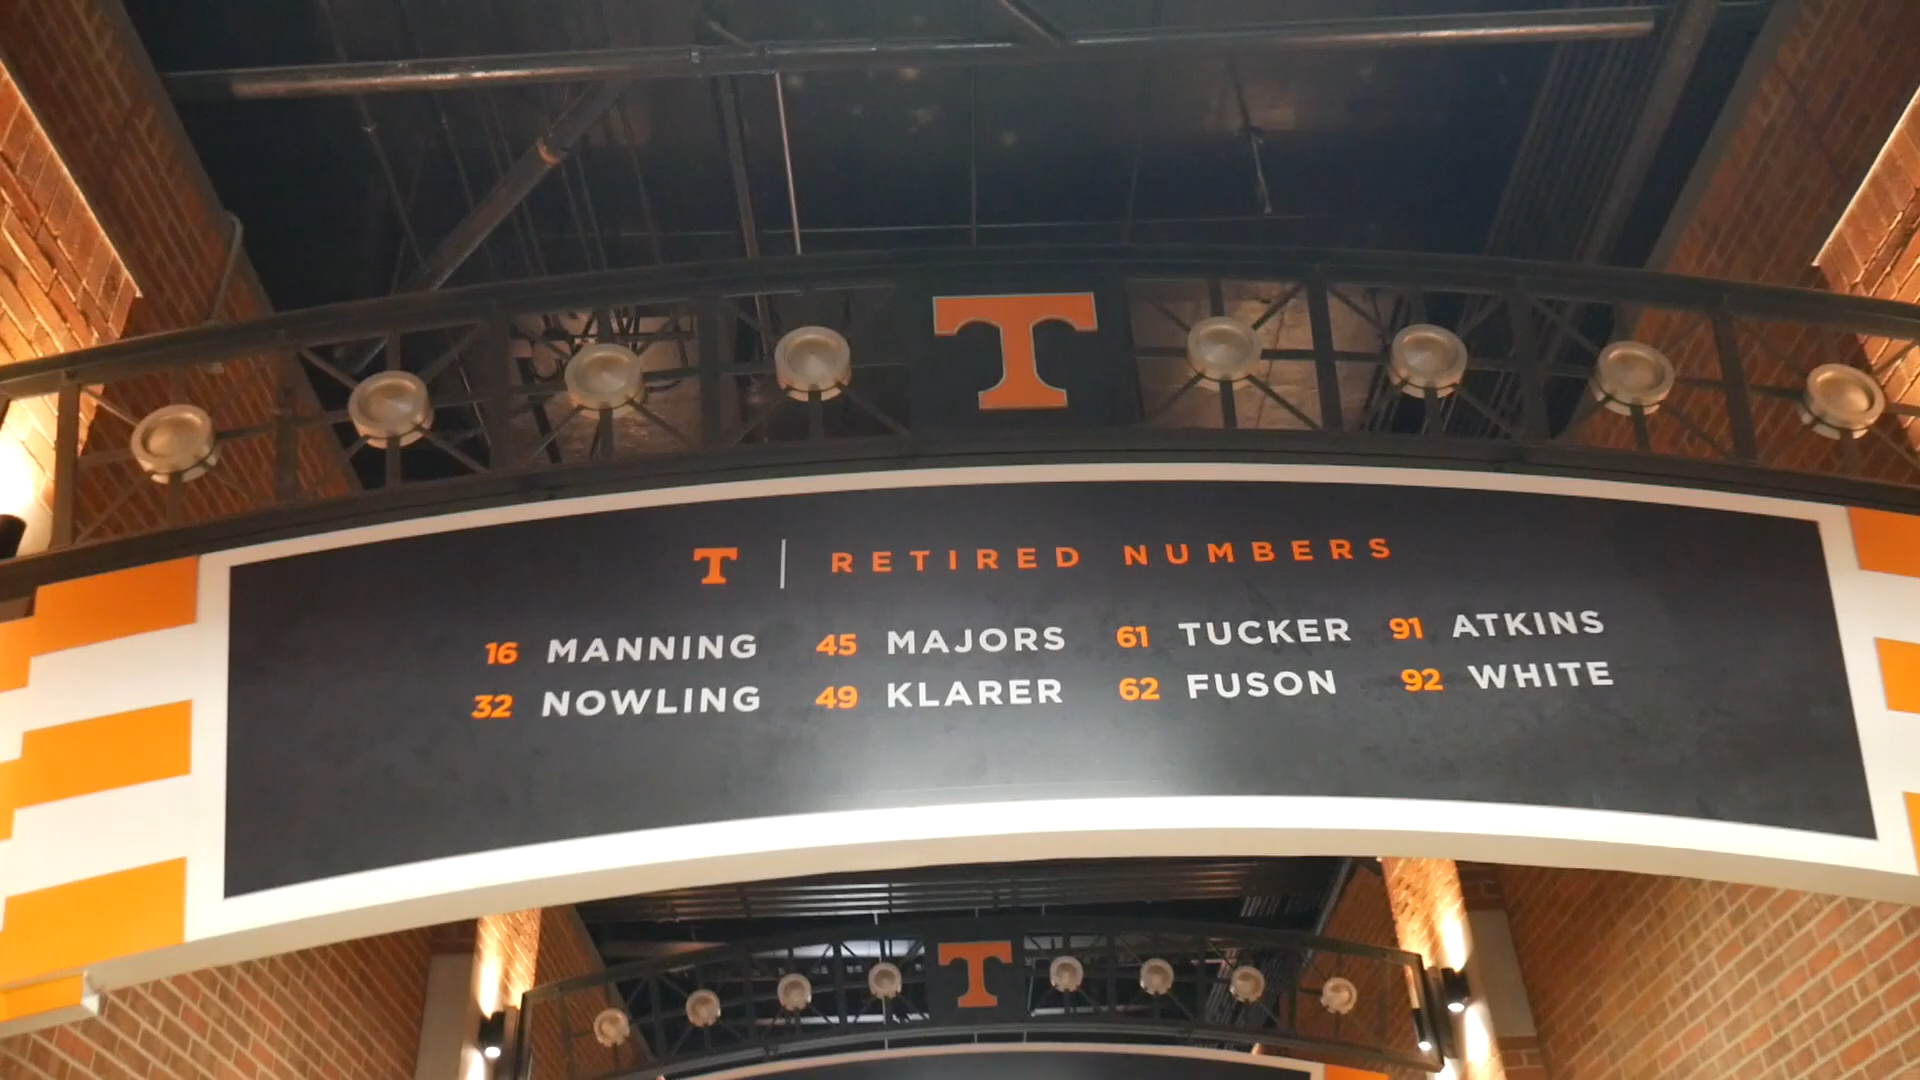 T
T | RETIRED NUMBERS
16 MANNING 45 MAJORS 61 TUCKER 91 ATKINS
32 NOWLING 49 KLARER 62 FUSON 92 WHITE
T